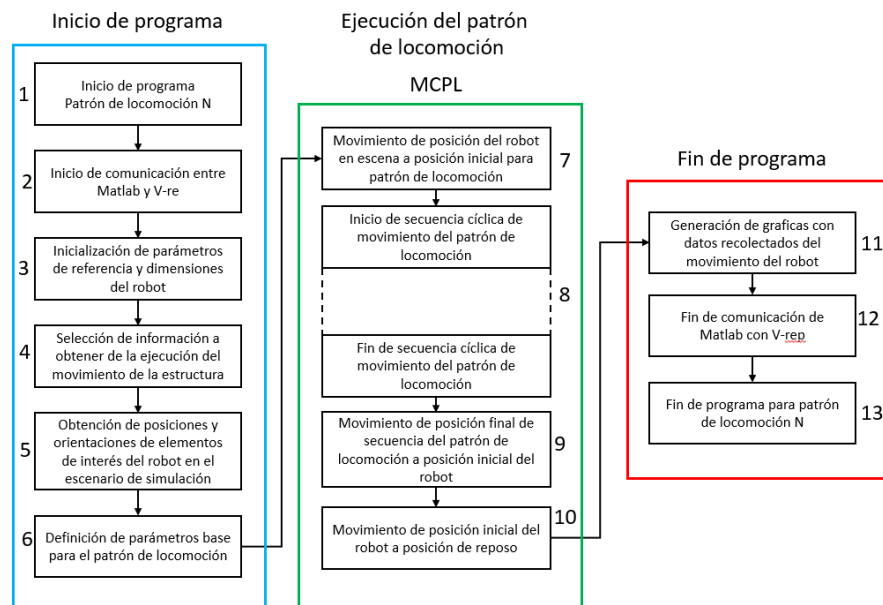 Inicio de programa
1
Inicio de programa
Patrón de locomoción N
2
Inicio de comunicación entre
Matlab y V-re
3
Inicialización de parámetros
de referencia y dimensiones
del robot
4
Selección de información a
obtener de la ejecución del
movimiento de la estructura
5
Obtención de posiciones y
orientaciones de elementos
de interés del robot en el
escenario de simulación
6
Definición de parámetros base
para el patrón de locomoción
Ejecución del patrón
de locomoción
MCPL
Movimiento de posición del robot
en escena a posición inicial para
patrón de locomoción
7
Inicio de secuencia cíclica de
movimiento del patrón de
locomoción
8
Fin de secuencia cíclica de
movimiento del patrón de
locomoción
Movimiento de posición final de
secuencia del patrón de
locomoción a posición inicial del
robot
9
Movimiento de posición inicial del
robot a posición de reposo
10
Fin de programa
Generación de graficas con
datos recolectados del
movimiento del robot
11
Fin de comunicación de
Matlab con V-rep
12
Fin de programa para patrón
de locomoción N
13